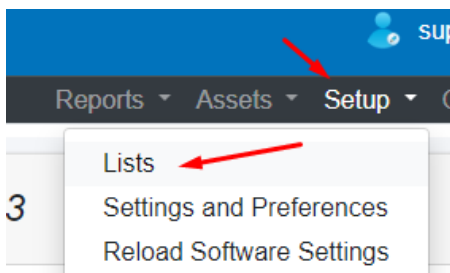 sup
Reports Assets Setup
Lists
3
Settings and Preferences
Reload Software Settings